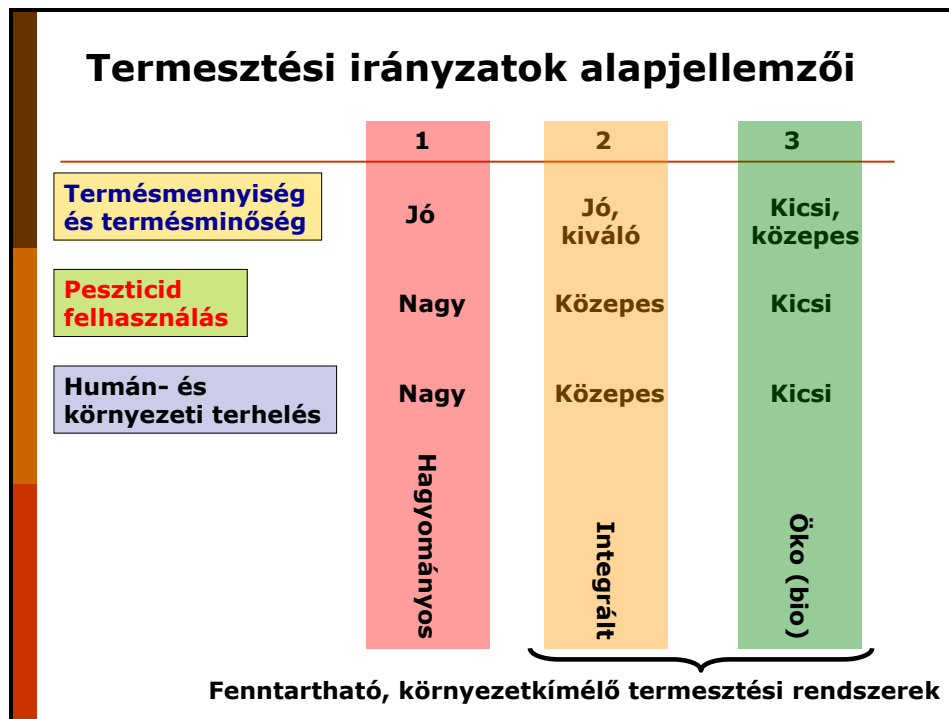 Termesztési irányzatok alapjellemzői
1 2 3
Termésmennyiség
és termésminőség
Jó
Jó,
kiváló
Kicsi,
közepes
Peszticid
felhasználás
Nagy Közepes Kicsi
Humán- és
környezeti terhelés
Nagy Közepes Kicsi
Hagyományos
Integrált
Öko (bio)
Fenntartható, környezetkímélő termesztési rendszerek